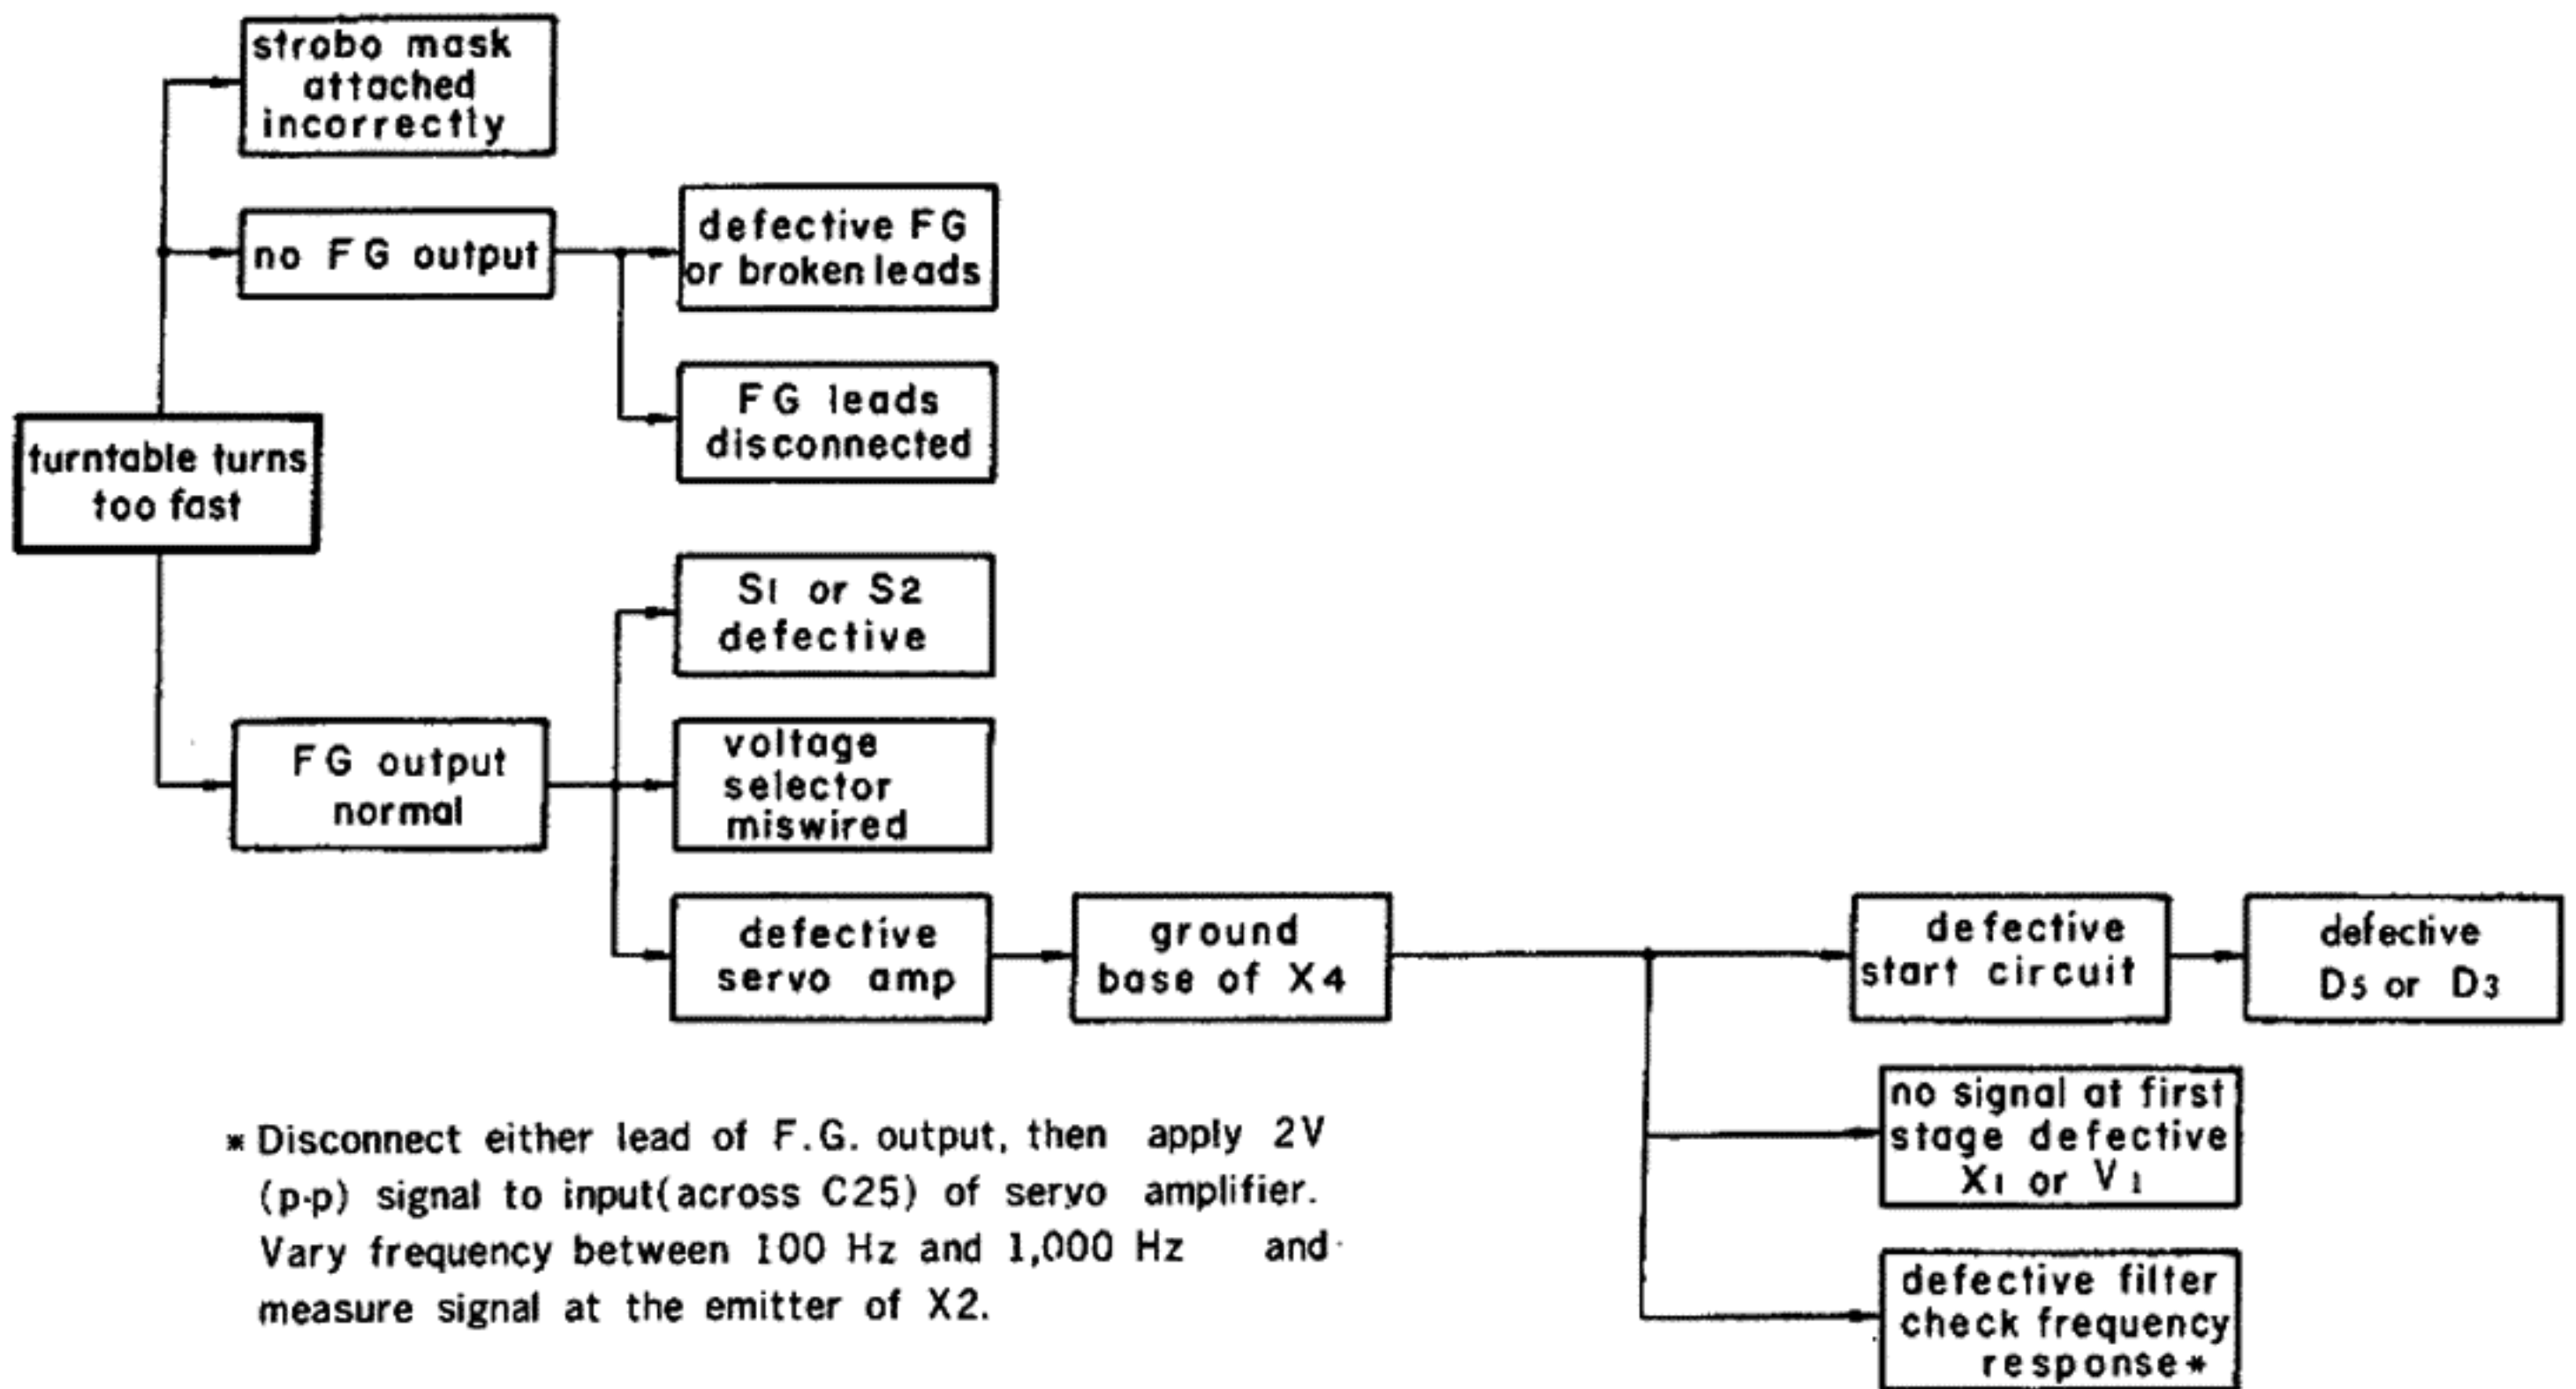 strobo mask
attached
incorrectly
no FG output
defective FG
or broken leads
FG leads
disconnected
turntable turns
too fast
S1 or S2
defective
FG output
normal
voltage
selector
miswired
defective
servo amp
ground
base of X4
defective
start circuit
defective
D5 or D3
no signal at first
stage defective
X1 or V1
defective filter
check frequency
response*
* Disconnect either lead of F.G. output, then apply 2V
(p-p) signal to input(across C25) of servo amplifier.
Vary frequency between 100 Hz and 1,000 Hz and
measure signal at the emitter of X2.